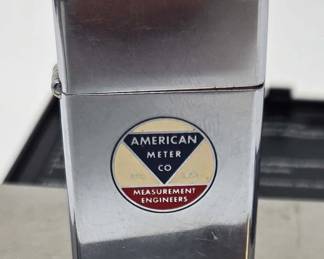 AMERICAN
METER
CO
MEASUREMENT
ENGINEERS